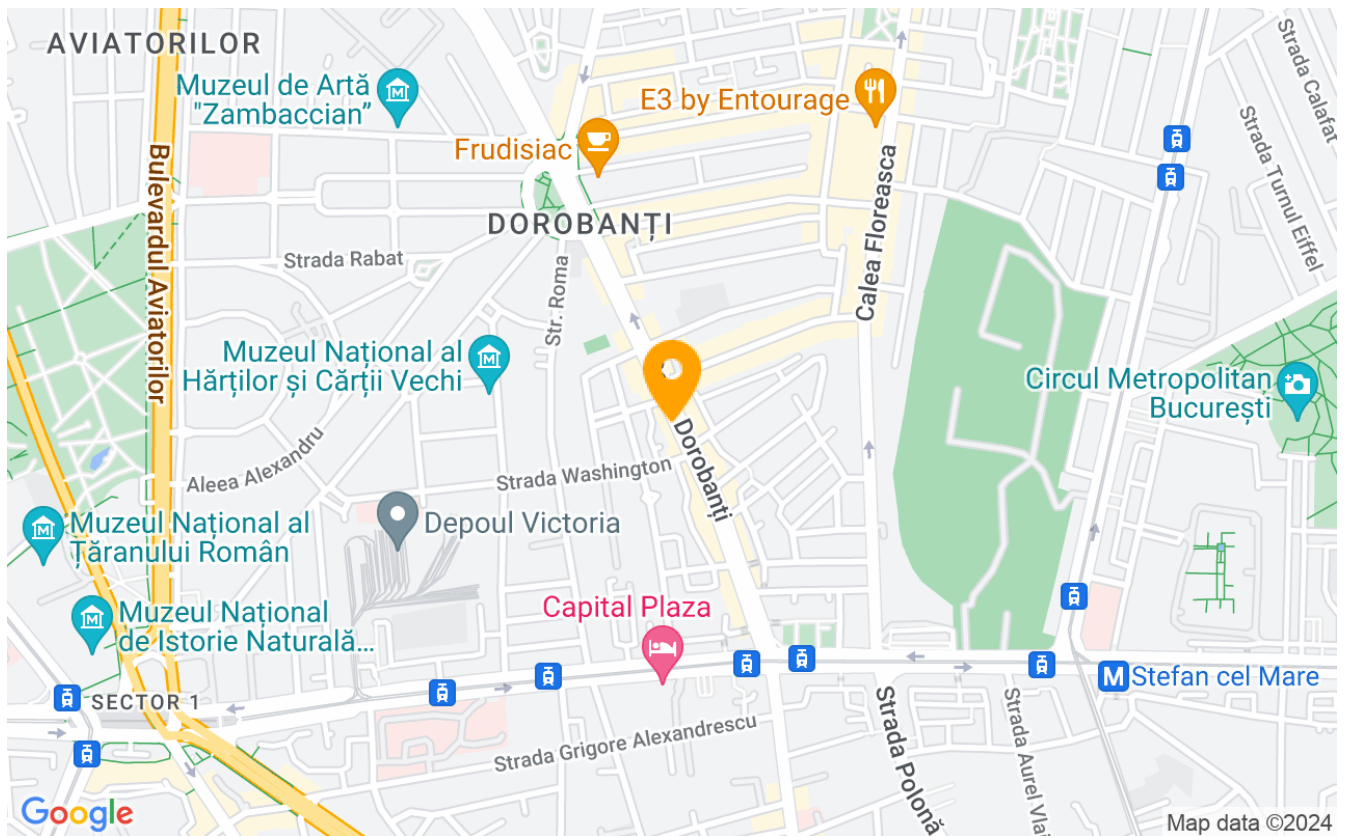 AVIATORILOR
Muzeul de Artă
"Zambaccian”
E3 by Entourage
Frudisiac
Strada Calafat
Strada Turnul Eiffel
Bulevardul Aviatorilor
DOROBANȚI
Calea Floreasca
Strada Rabat
Str. Roma
Muzeul Național al
Hărților și Cărții Vechi
Circul Metropolitan
București
Dorobanți
Aleea Alexandru
Strada Washington
Depoul Victoria
Muzeul Național al
Țăranului Român
Muzeul Național
de Istorie Naturală...
Capital Plaza
M Stefan cel Mare
SECTOR 1
Strada Grigore Alexandrescu
Strada Polonă
Strada Aurel Vlai
Google
Map data ©2024